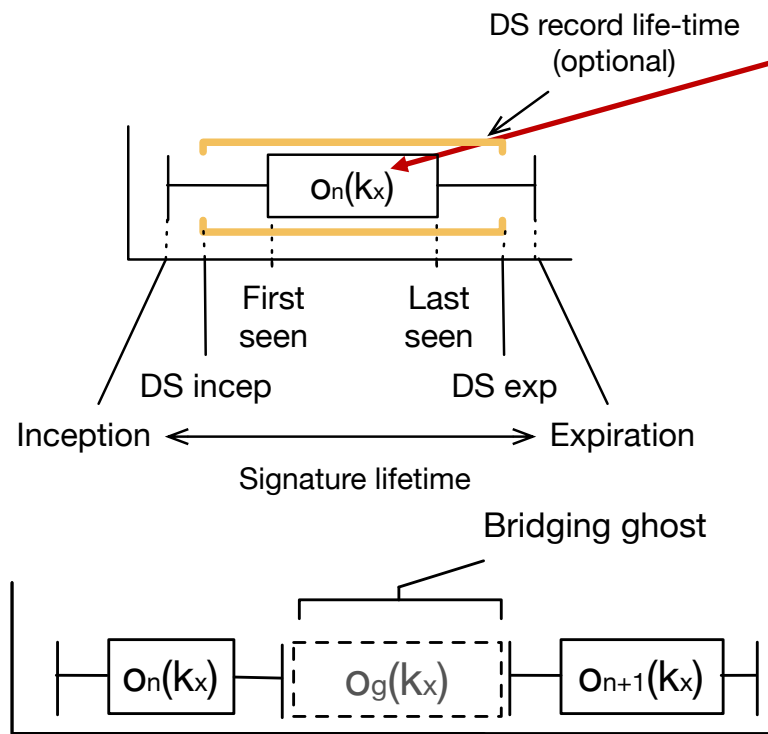 DS record life-time
(optional)
on(kx)
First
seen
Last
seen
DS incep
DS exp
Inception
Expiration
Signature lifetime
Bridging ghost
on(kx)
og(kx)
on+1(kx)